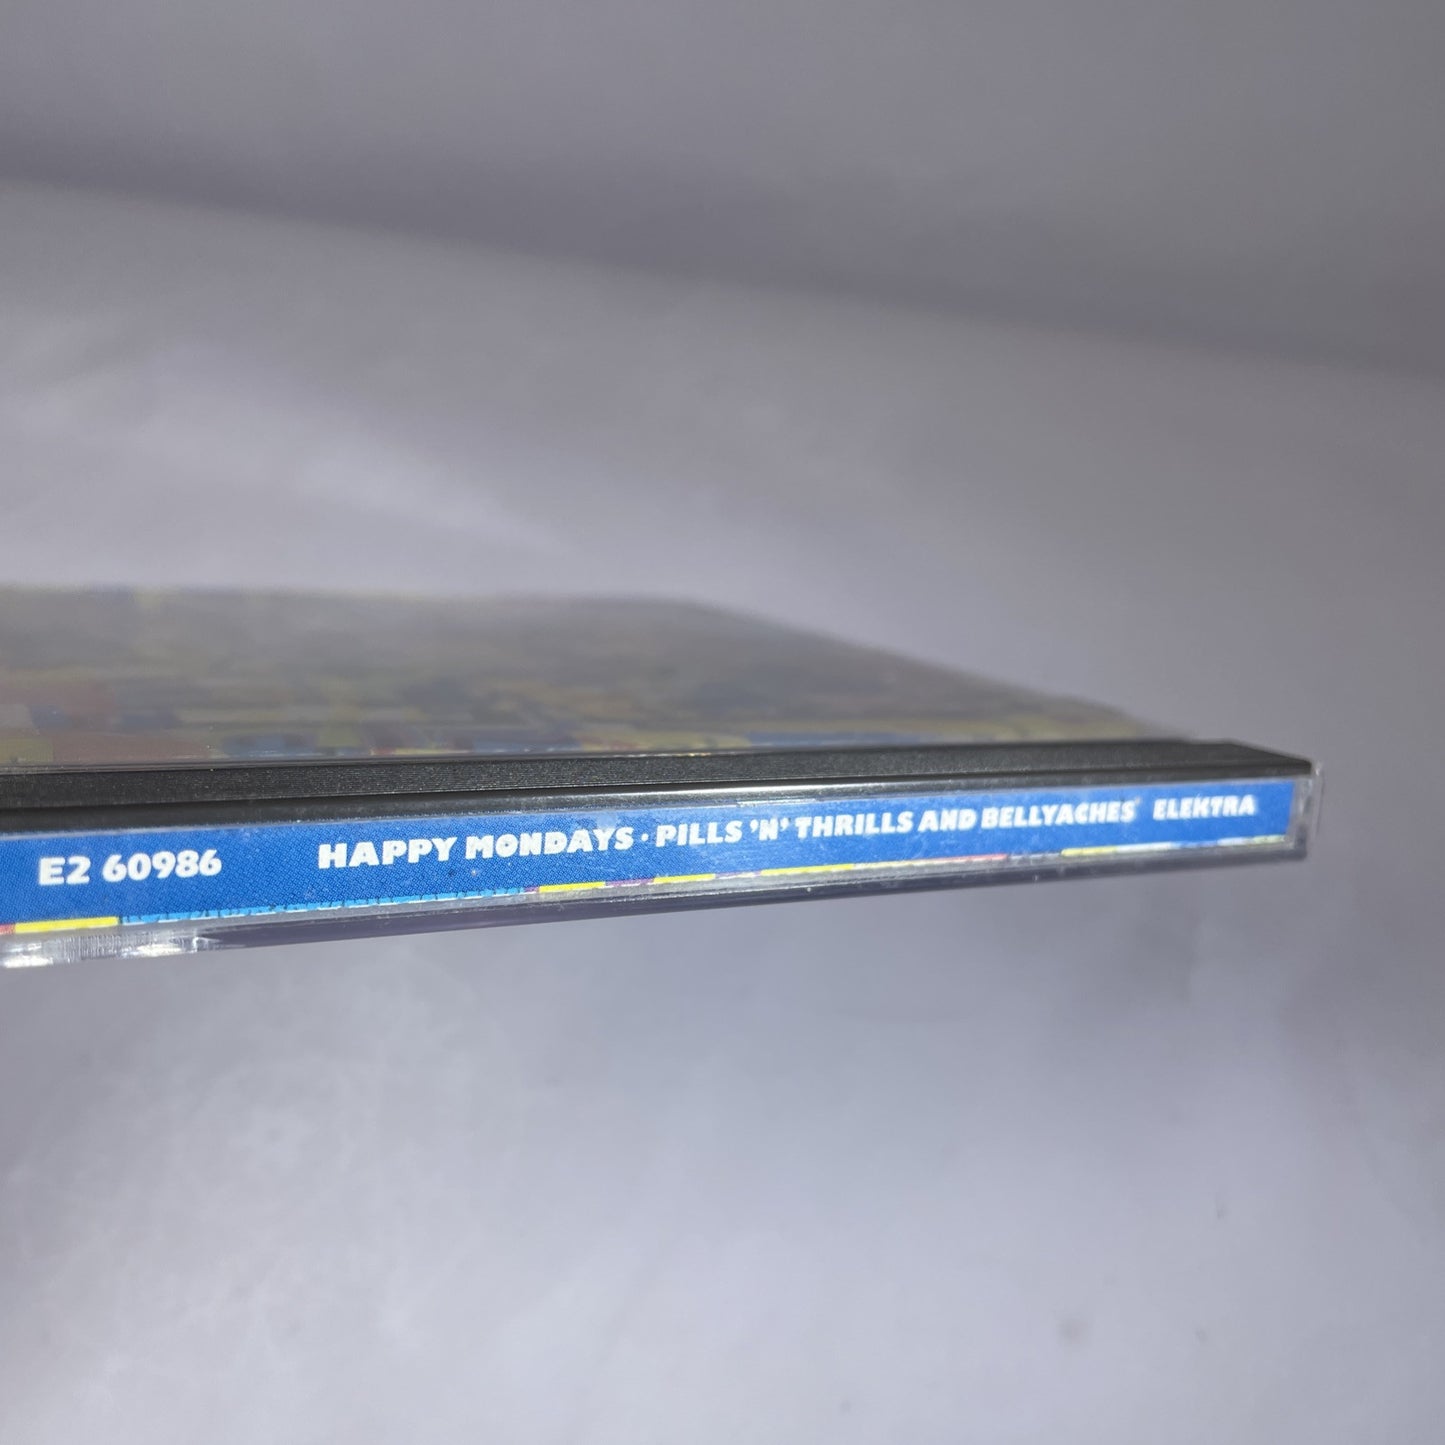 E2 60986 HAPPY MONDAYS · PILLS 'N' THRILLS AND BELLYACHES ELEKTRA